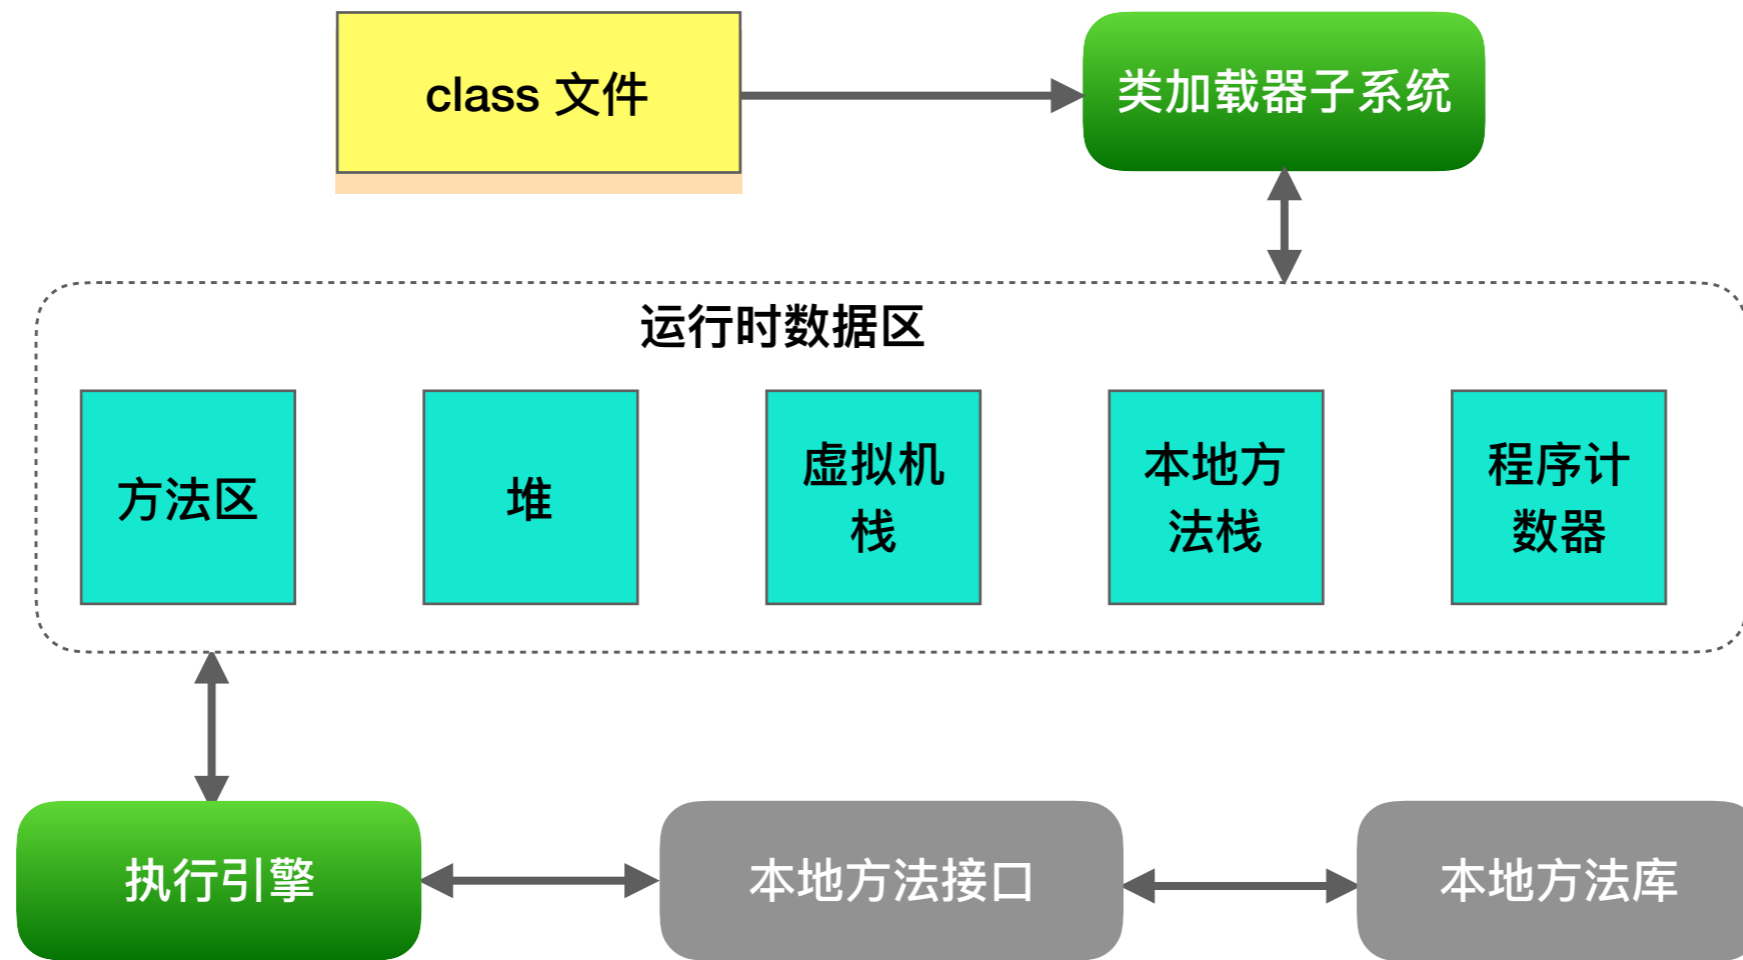 class 文件
类加载器子系统
运行时数据区
方法区
堆
虚拟机
栈
本地方
法栈
程序计
数器
执行引擎
本地方法接口
本地方法库